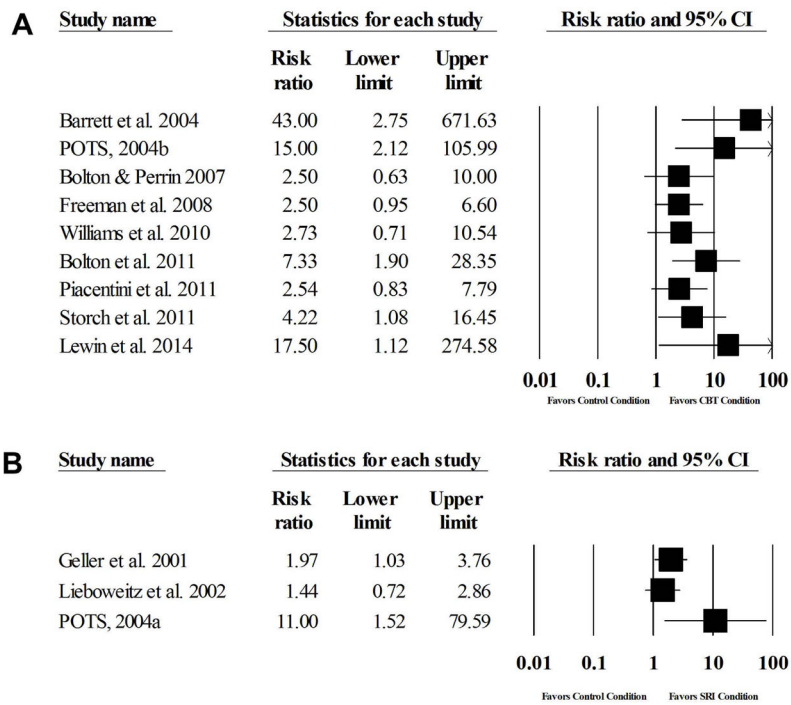 A
Study name Statistics for each study Risk ratio and 95% CI
Risk ratio Lower limit Upper limit
Barrett et al. 2004 43.00 2.75 671.63
POTS, 2004b 15.00 2.12 105.99
Bolton & Perrin 2007 2.50 0.63 10.00
Freeman et al. 2008 2.50 0.95 6.60
Williams et al. 2010 2.73 0.71 10.54
Bolton et al. 2011 7.33 1.90 28.35
Piacentini et al. 2011 2.54 0.83 7.79
Storch et al. 2011 4.22 1.08 16.45
Lewin et al. 2014 17.50 1.12 274.58
0.01 0.1 1 10 100
Favors Control Condition Favors CBT Condition
B
Study name Statistics for each study Risk ratio and 95% CI
Risk ratio Lower limit Upper limit
Geller et al. 2001 1.97 1.03 3.76
Lieboweitz et al. 2002 1.44 0.72 2.86
POTS, 2004a 11.00 1.52 79.59
0.01 0.1 1 10 100
Favors Control Condition Favors SRI Condition